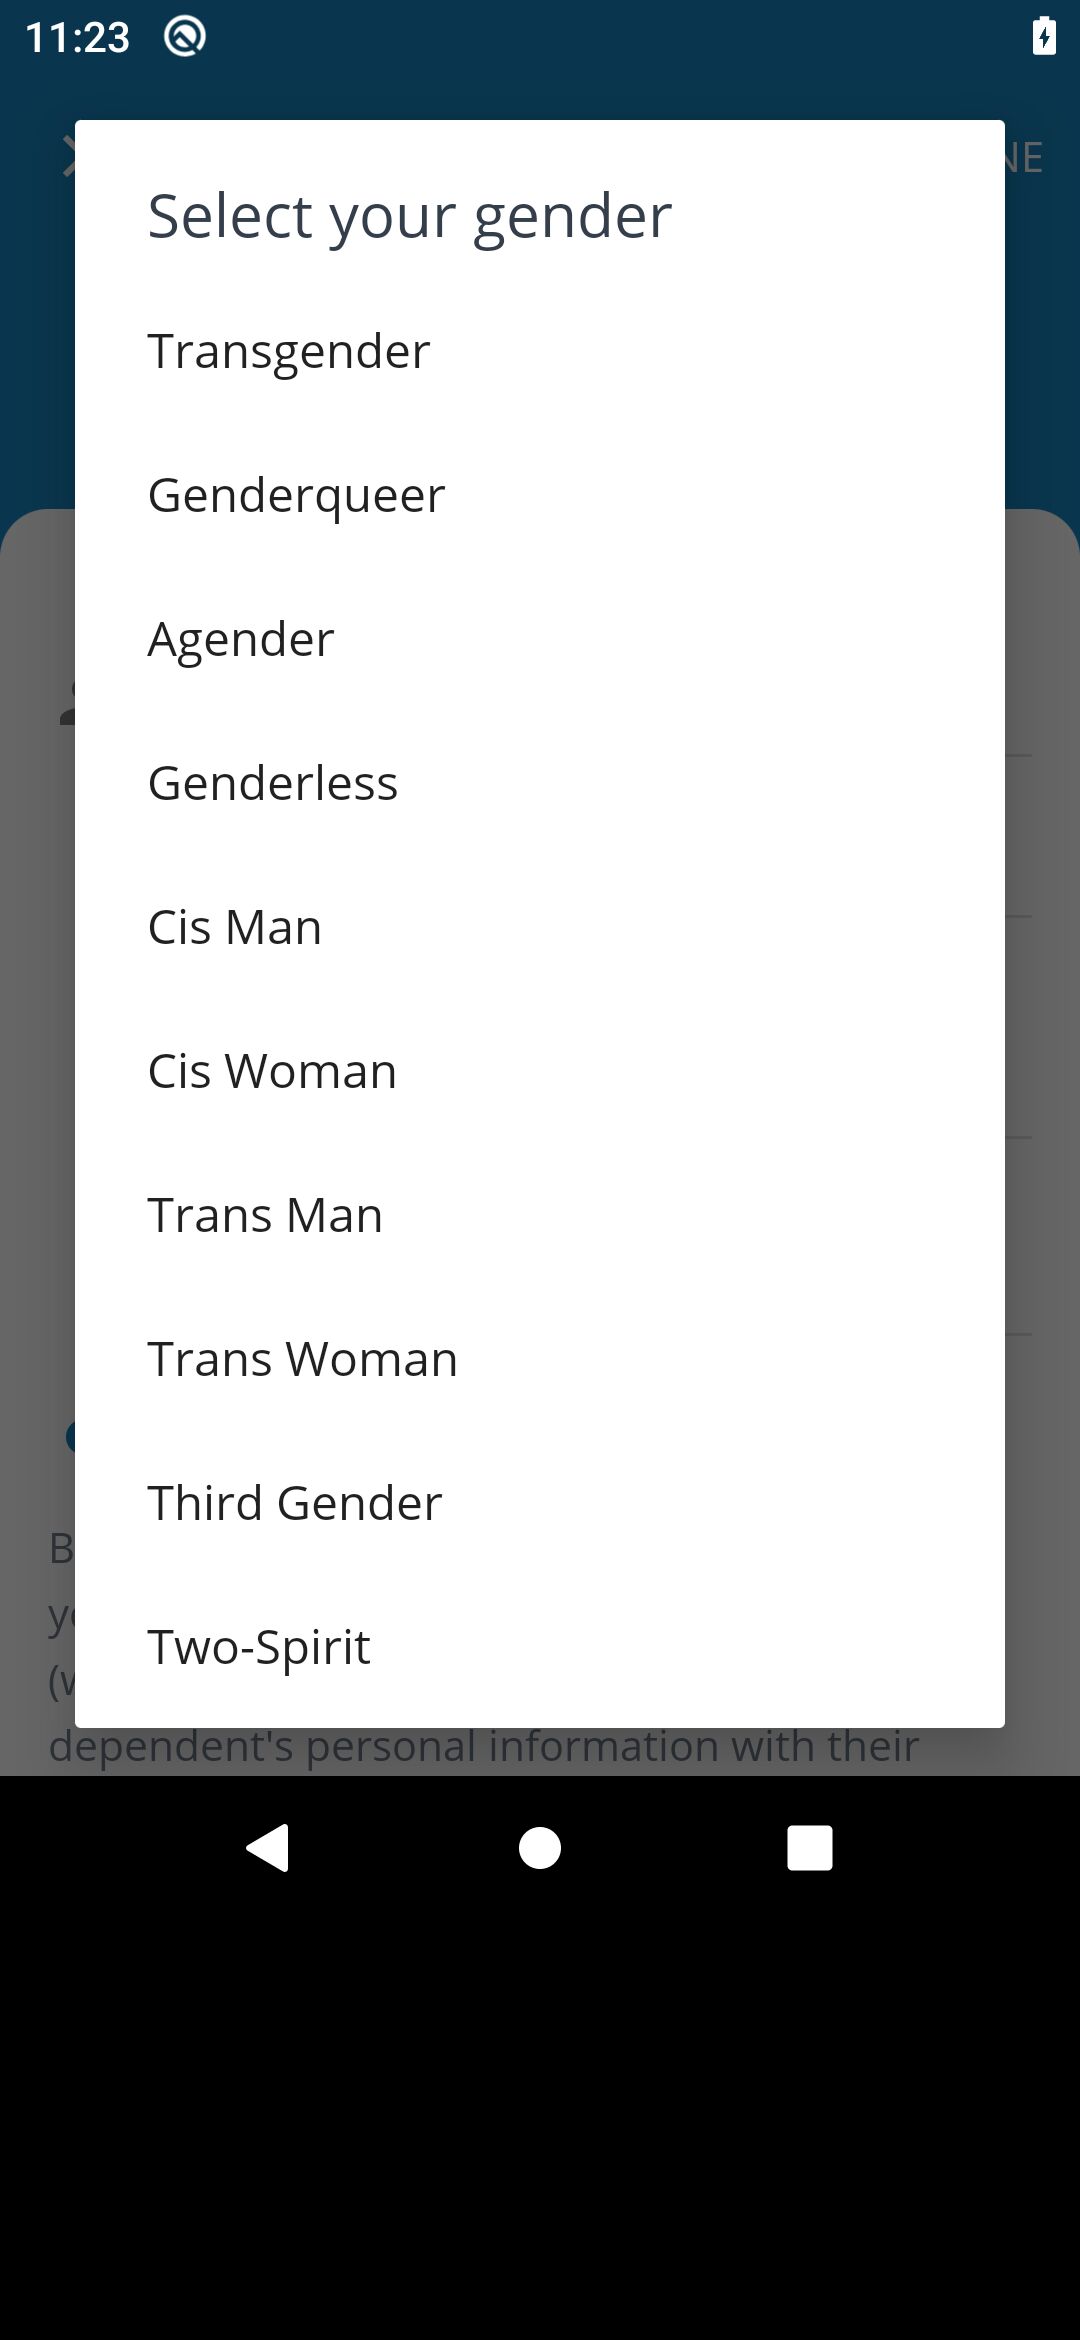 11:23
NE
Select your gender
Transgender
Genderqueer
Agender
Genderless
Cis Man
Cis Woman
Trans Man
Trans Woman
Third Gender
Two-Spirit
B
(
dependent's personal information with their